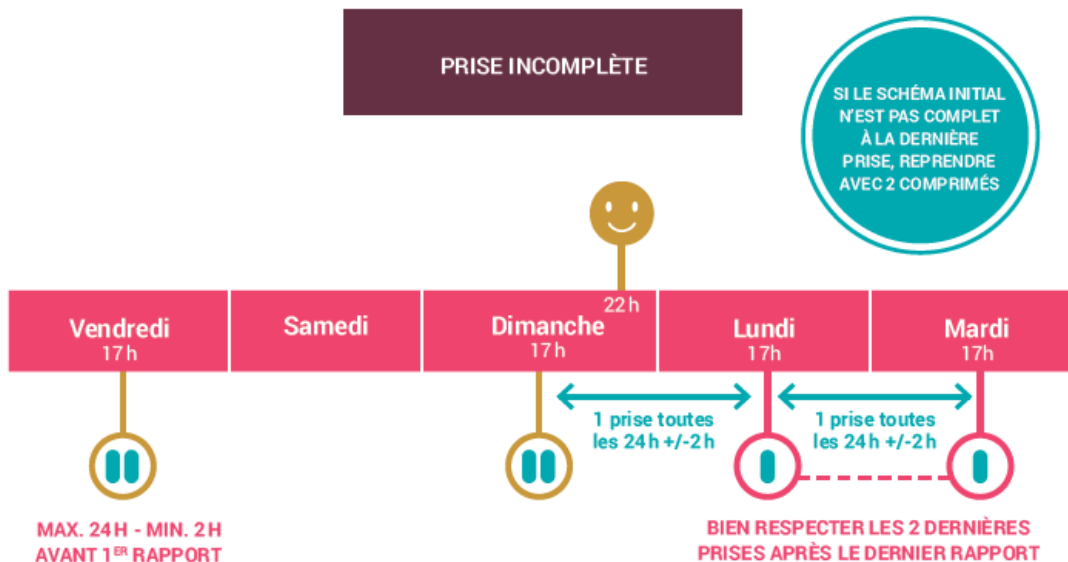 PRISE INCOMPLÈTE
SI LE SCHÉMA INITIAL
N'EST PAS COMPLET
À LA DERNIÈRE
PRISE, REPRENDRE
AVEC 2 COMPRIMÉS
22 h
Vendredi
17 h
Samedi
Dimanche
17 h
Lundi
17 h
Mardi
17 h
1 prise toutes
les 24 h +/-2 h
1 prise toutes
les 24 h +/-2 h
MAX. 24 H - MIN. 2 H
AVANT 1ER RAPPORT
BIEN RESPECTER LES 2 DERNIÈRES
PRISES APRÈS LE DERNIER RAPPORT